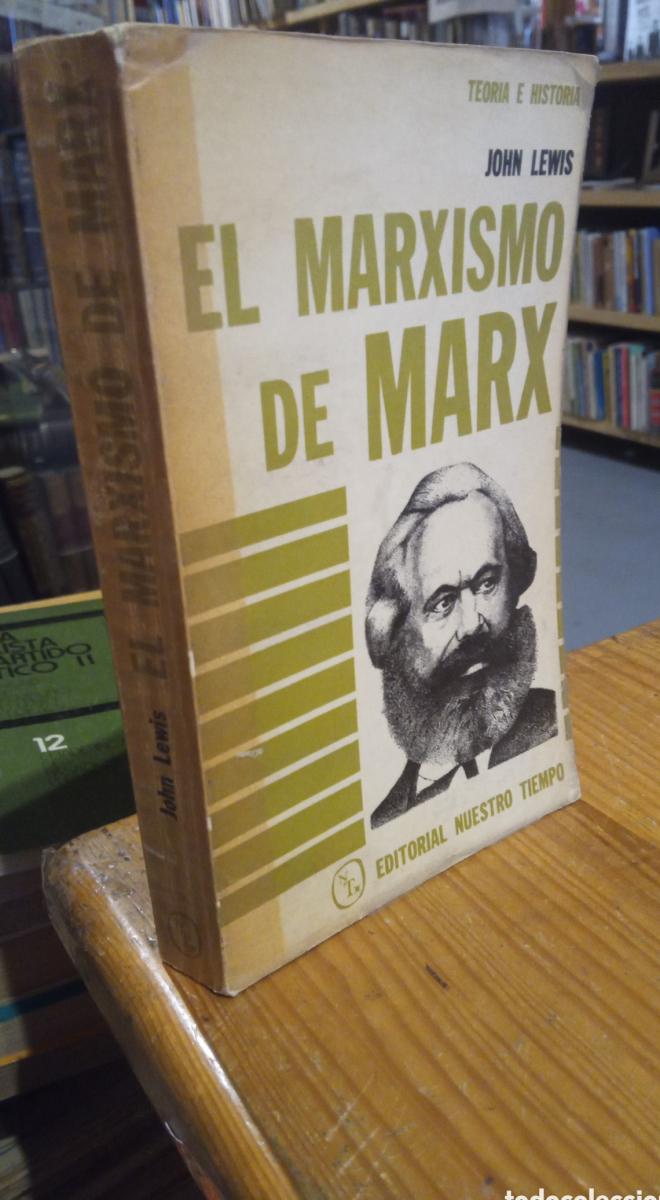 TEORIA E HISTORIA
JOHN LEWIS
EL MARXISMO
DE MARX
EDITORIAL NUESTRO TIEMPO
EL MARXISMO DE MARX
John Lewis
12